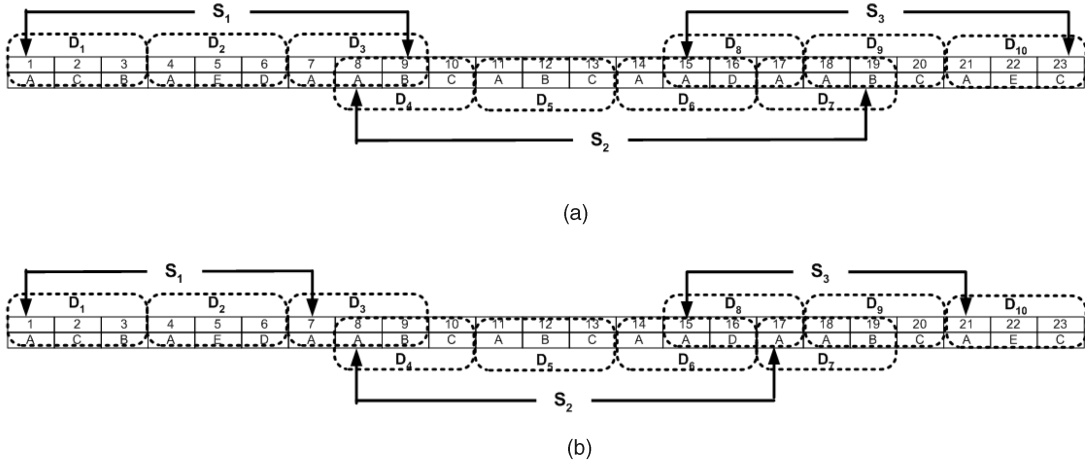 S1 S3
D1 D2 D3 D8 D9 D10
1 2 3 4 5 6 7 8 9 10 11 12 13 14 15 16 17 18 19 20 21 22 23
A C B A E D A A B C A B C A A D A A B C A E C
D4 D5 D6 D7
S2
(a)
S1 S3
D1 D2 D3 D8 D9 D10
1 2 3 4 5 6 7 8 9 10 11 12 13 14 15 16 17 18 19 20 21 22 23
A C B A E D A A B C A B C A A D A A B C A E C
D4 D5 D6 D7
S2
(b)